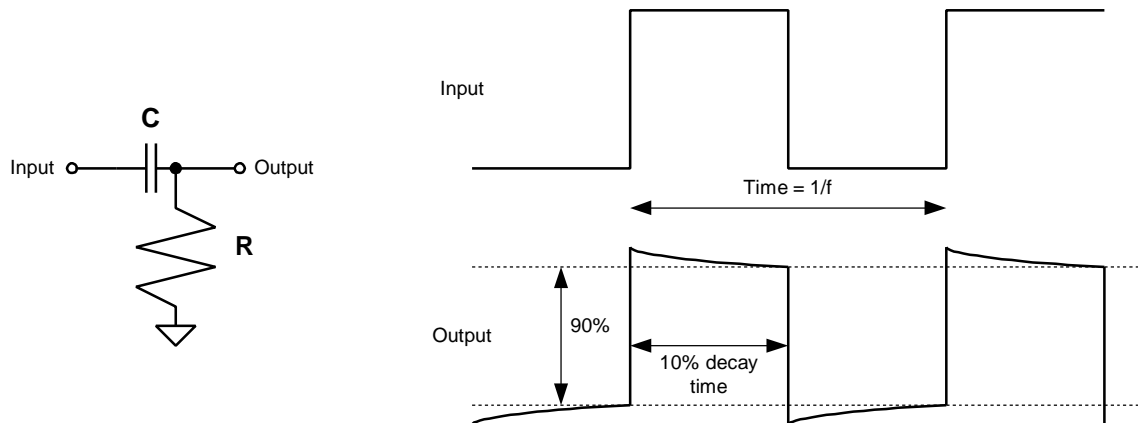 C
Input
Output
R
Input
Time = 1/f
Output
90%
10% decay
time